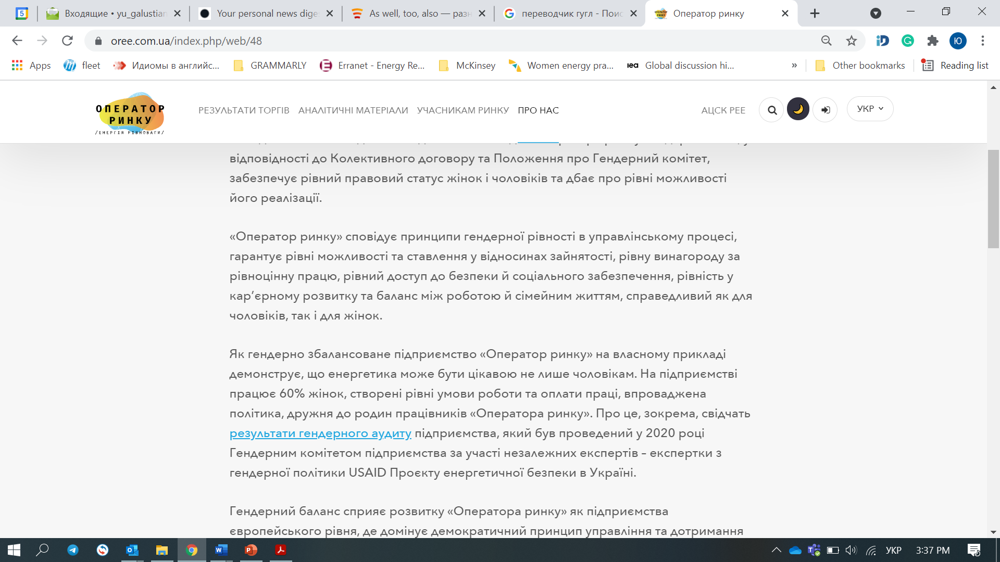 5
Входящие • yu_galustian
Your personal news dige
As well, too, also — разн
переводчик гугл - Поис
Оператор ринку
oree.com.ua/index.php/web/48
Ю
Apps
fleet
Идиомы в английс...
GRAMMARLY
Erranet - Energy Re...
McKinsey
Women energy pra...
iea
Global discussion hi...
»
Other bookmarks
Reading list
ОПЕРАТОР
РИНКУ
/ЕНЕРГІЯ РІВНОВАГИ/
РЕЗУЛЬТАТИ ТОРГІВ
АНАЛІТИЧНІ МАТЕРІАЛИ
УЧАСНИКАМ РИНКУ
ПРО НАС
АЦСК РЕЕ
УКР
відповідності до Колективного договору та Положення про Гендерний комітет,
забезпечує рівний правовий статус жінок і чоловіків та дбає про рівні можливості
його реалізації.
«Оператор ринку» сповідує принципи гендерної рівності в управлінському процесі,
гарантує рівні можливості та ставлення у відносинах зайнятості, рівну винагороду за
рівноцінну працю, рівний доступ до безпеки й соціального забезпечення, рівність у
кар’єрному розвитку та баланс між роботою й сімейним життям, справедливий як для
чоловіків, так і для жінок.
Як гендерно збалансоване підприємство «Оператор ринку» на власному прикладі
демонструє, що енергетика може бути цікавою не лише чоловікам. На підприємстві
працює 60% жінок, створені рівні умови роботи та оплати праці, впроваджена
політика, дружня до родин працівників «Оператора ринку». Про це, зокрема, свідчать
результати гендерного аудиту підприємства, який був проведений у 2020 році
Гендерним комітетом підприємства за участі незалежних експертів – експертки з
гендерної політики USAID Проєкту енергетичної безпеки в Україні.
Гендерний баланс сприяє розвитку «Оператора ринку» як підприємства
європейського рівня, де домінує демократичний принцип управління та дотримання
УКР
3:37 PM